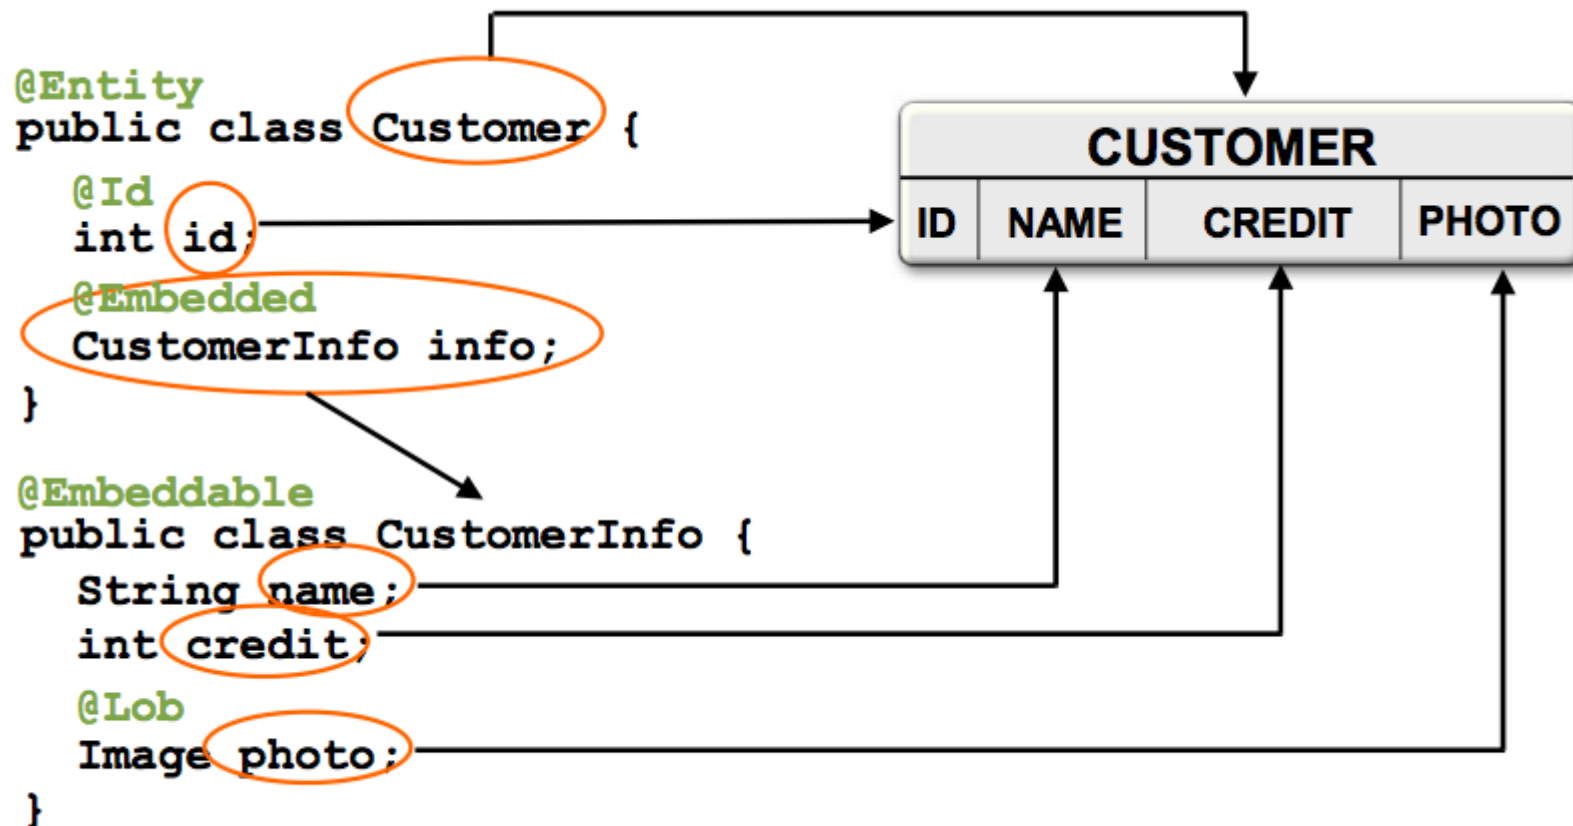 @Entity
public class Customer {
@Id
int id;
@Embedded
CustomerInfo info;
}
@Embeddable
public class CustomerInfo {
String name;
int credit;
@Lob
Image photo;
}
CUSTOMER
ID NAME CREDIT PHOTO